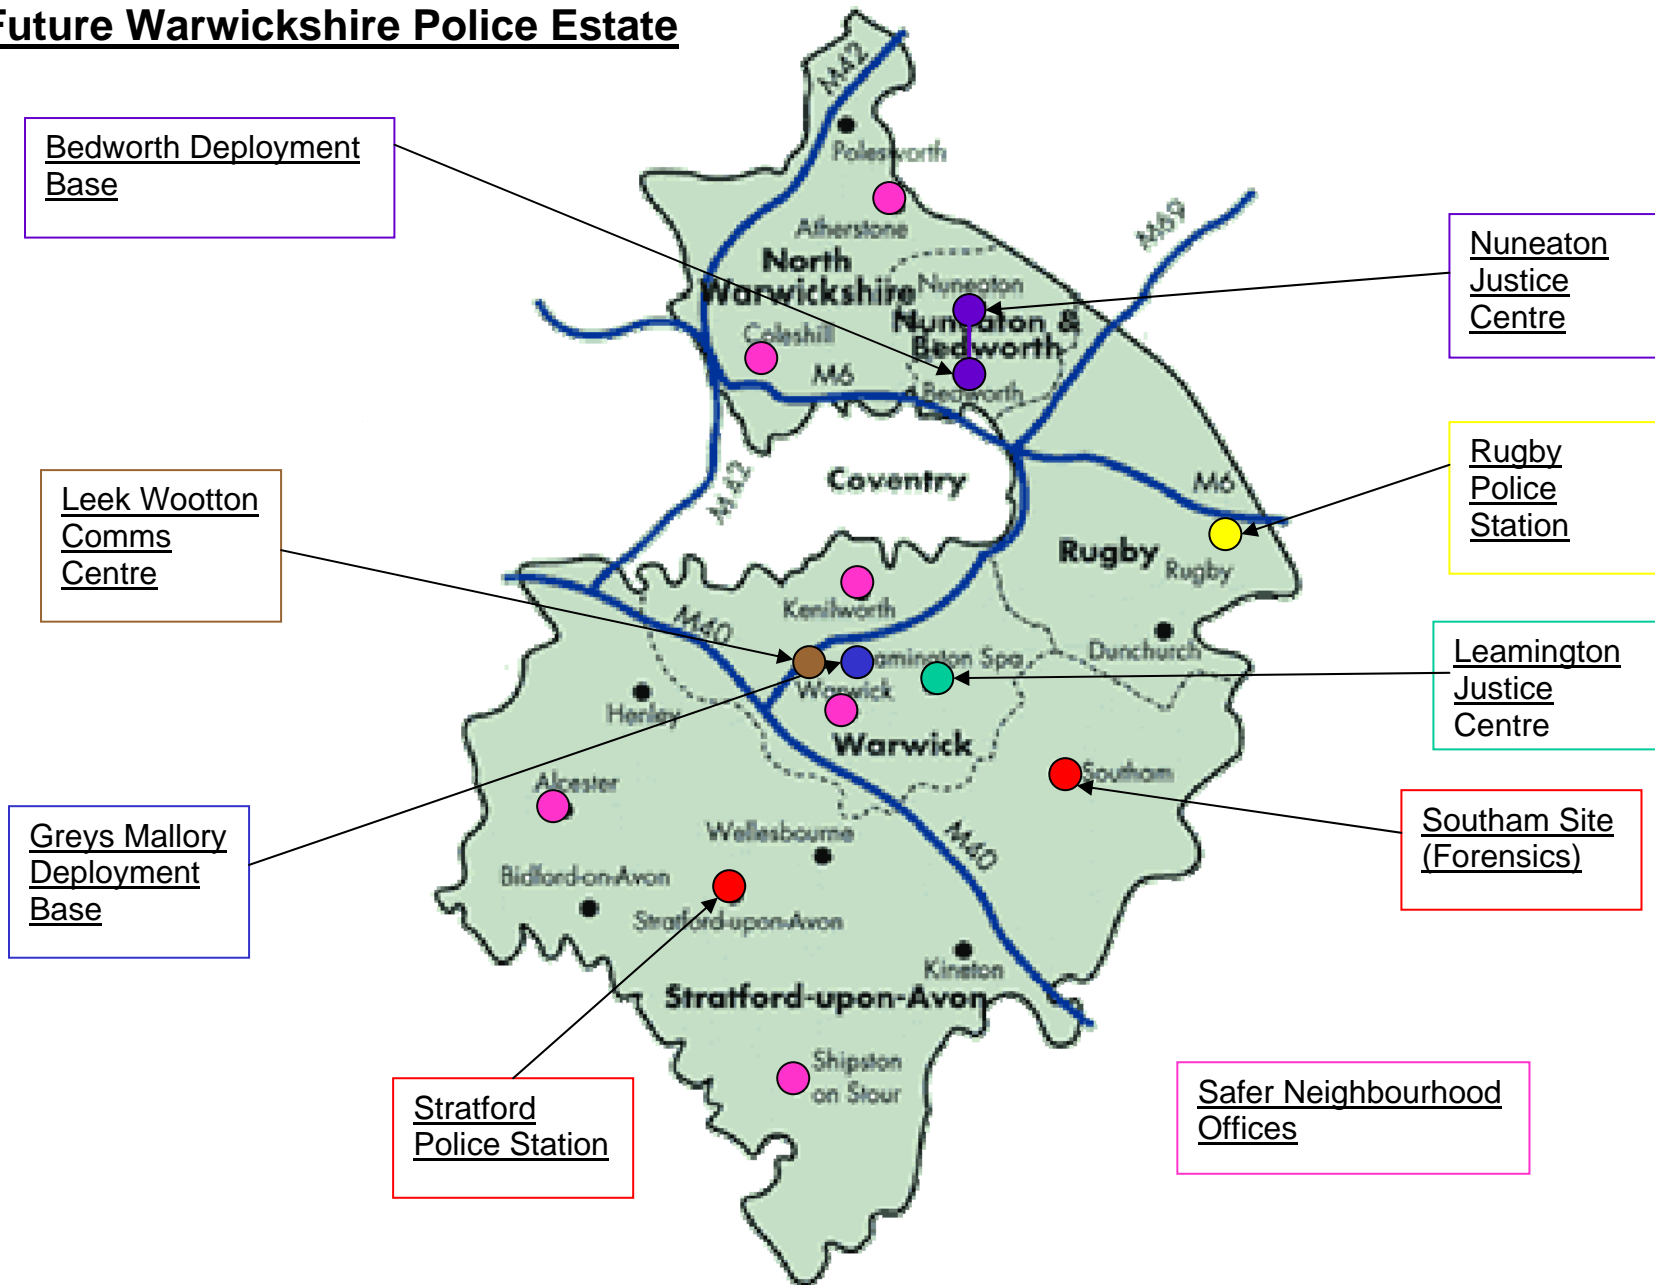 Future Warwickshire Police Estate
M42
Bedworth Deployment
Base
Polesworth
Atherstone
M69
North
Warwickshire
Nuneaton
Justice
Centre
Nuneaton
Nuneaton &
Bedworth
Coleshill
M6
Bedworth
Rugby
Police
Station
Leek Wootton
Comms
Centre
Coventry
M42
M6
Rugby
Rugby
Kenilworth
M40
Dunchurch
Leamington
Justice
Centre
amington Spa
Warwick
Henley
Warwick
Southam
Alcester
Southam Site
(Forensics)
Greys Mallory
Deployment
Base
Wellesbourne
M40
Bidford-on-Avon
Stratford-upon-Avon
Kineton
Stratford-upon-Avon
Shipston
on Stour
Stratford
Police Station
Safer Neighbourhood
Offices